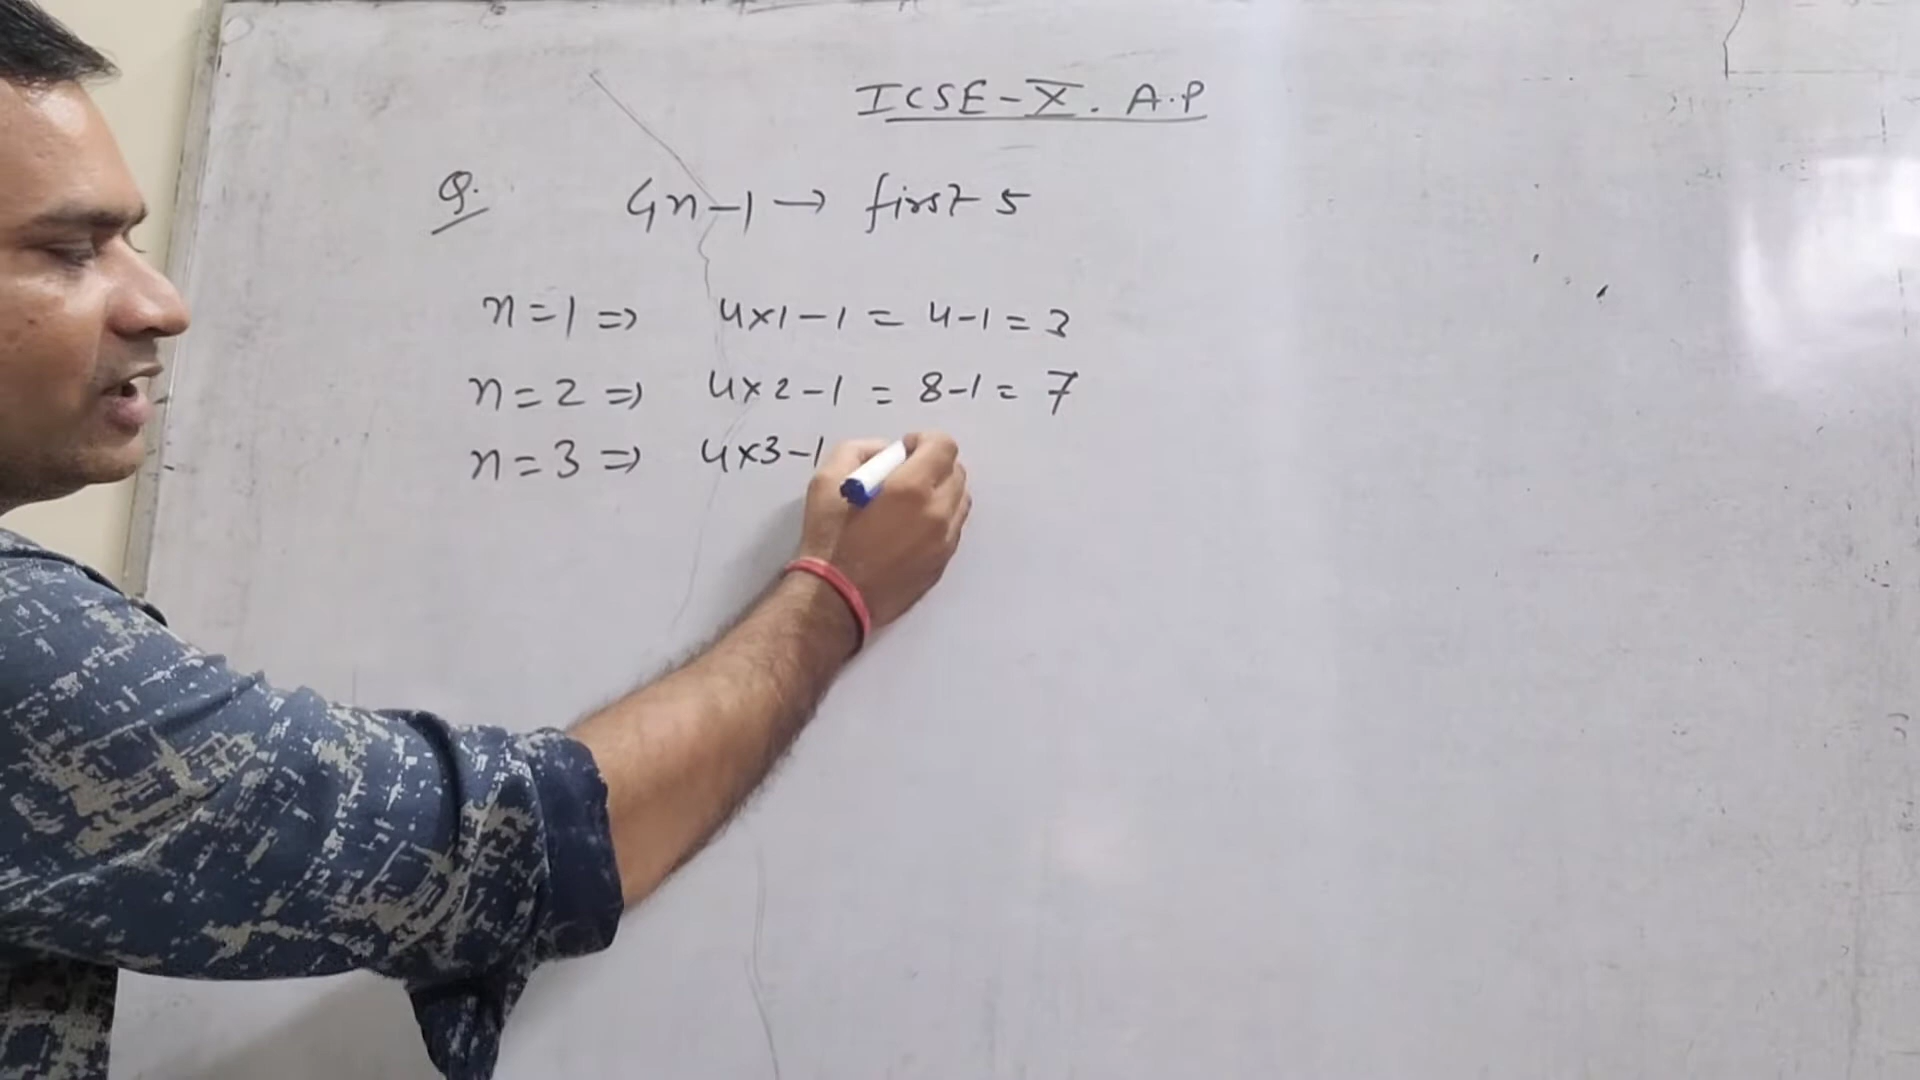 ICSE-X. A.P
Q. 4n-1 → first 5
n=1 ⇒ 4×1-1 = 4-1 = 3
n=2 ⇒ 4×2-1 = 8-1 = 7
n=3 ⇒ 4×3-1